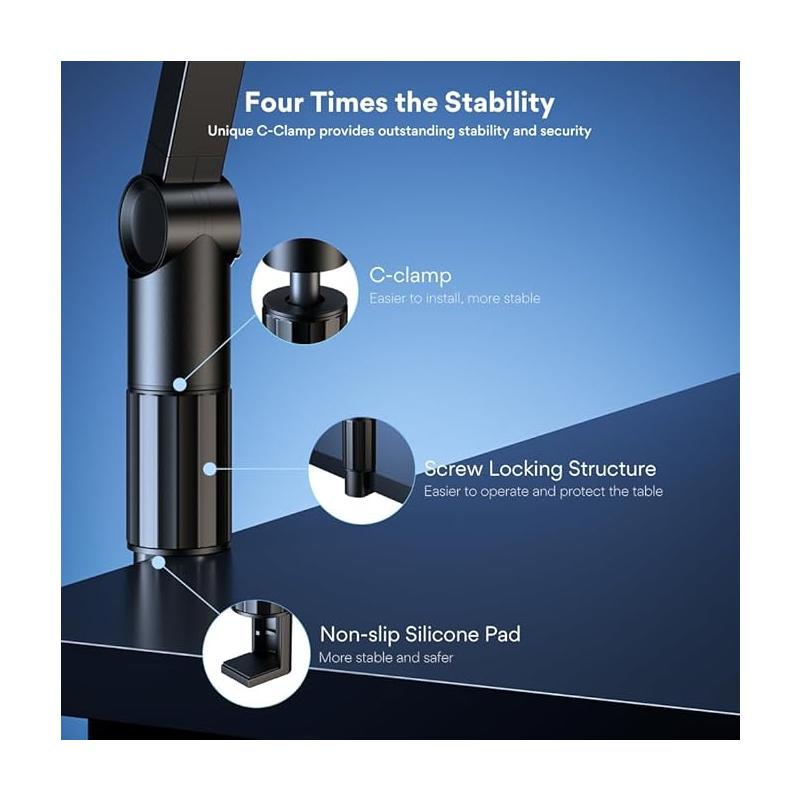 Four Times the Stability
Unique C-Clamp provides outstanding stability and security
C-clamp
Easier to install, more stable
Screw Locking Structure
Easier to operate and protect the table
Non-slip Silicone Pad
More stable and safer